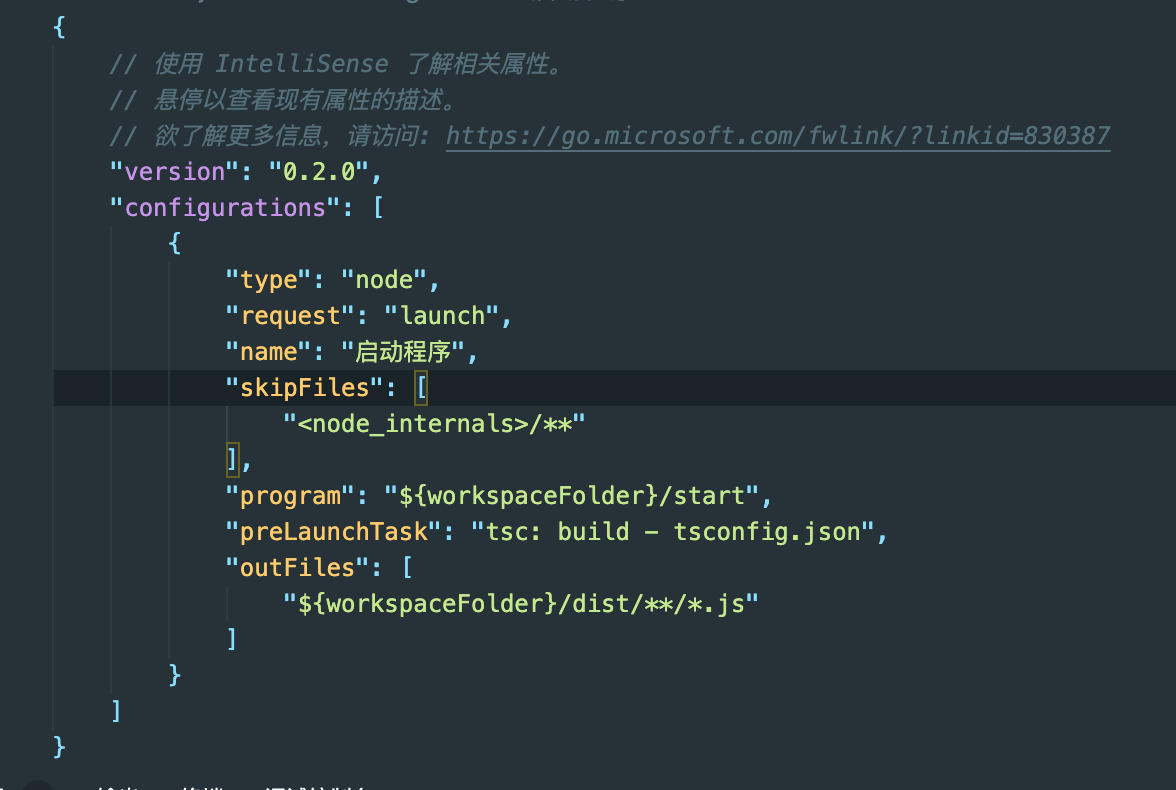 {
// 使用 IntelliSense 了解相关属性。
// 悬停以查看现有属性的描述。
// 欲了解更多信息，请访问: https://go.microsoft.com/fwlink/?linkid=830387
"version": "0.2.0",
"configurations": [
{
"type": "node",
"request": "launch",
"name": "启动程序",
"skipFiles": [
"<node_internals>/**"
],
"program": "${workspaceFolder}/start",
"preLaunchTask": "tsc: build - tsconfig.json",
"outFiles": [
"${workspaceFolder}/dist/**/*.js"
]
}
]
}